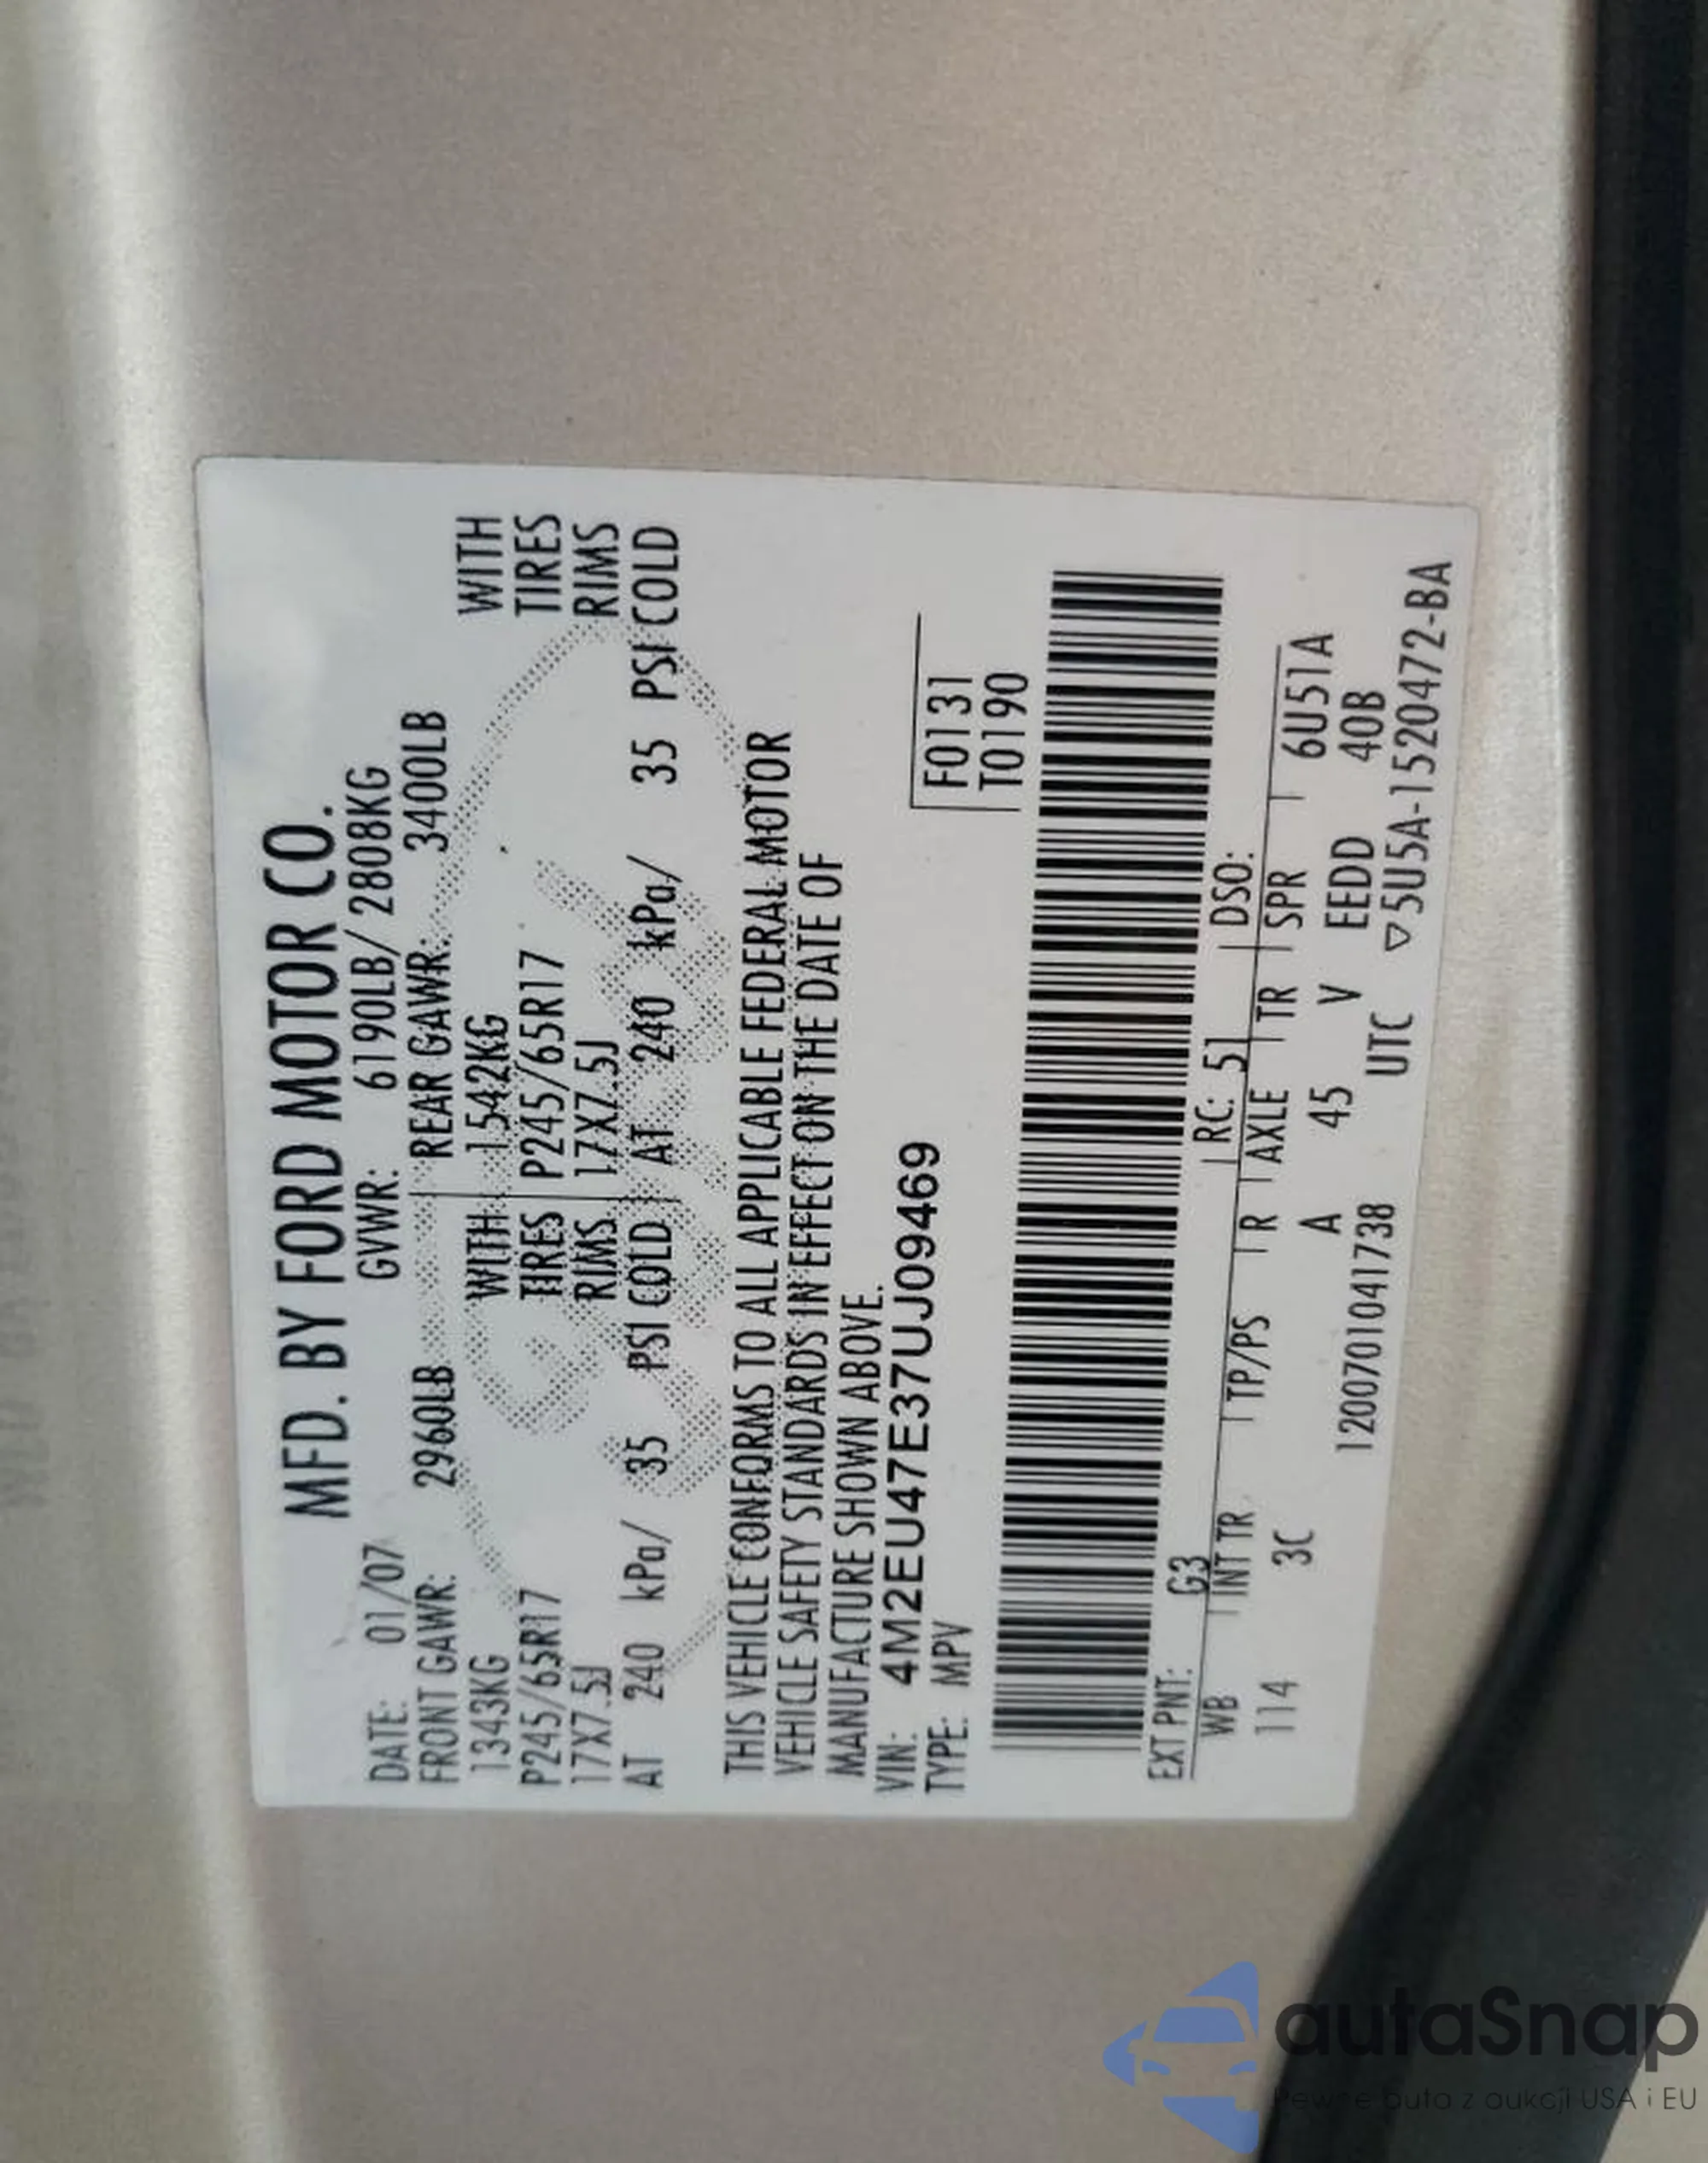 MFD. BY FORD MOTOR CO.
DATE: 01/07 GVWR: 6190LB/ 2808KG
FRONT GAWR: 2960LB REAR GAWR: 3400LB
1343KG WITH 1542KG WITH
P245/65R17 TIRES P245/65R17 TIRES
17X7.5J RIMS 17X7.5J RIMS
AT 240 kPa/ 35 PSI COLD AT 240 kPa/ 35 PSI COLD
THIS VEHICLE CONFORMS TO ALL APPLICABLE FEDERAL MOTOR
VEHICLE SAFETY STANDARDS IN EFFECT ON THE DATE OF
MANUFACTURE SHOWN ABOVE.
VIN: 4M2EU47E37UJ09469 F0131
TYPE: MPV T0190
EXT PNT: G3 RC: 51 DSO:
WB INT TR TP/PS R AXLE TR SPR 6U51A
114 3C A 45 V EEDD 40B
1200701041738 UTC ▽5U5A-1520472-BA
autaSnap
Pewne auta z aukcji USA i EU